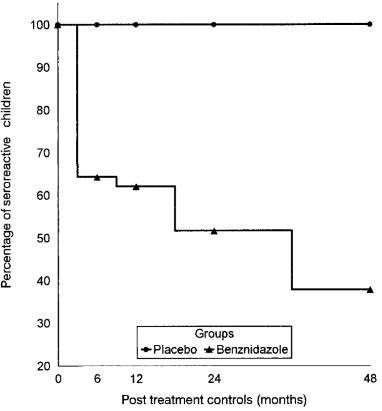 Percentage of seroreactive children
100
90
80
70
60
50
40
30
20
0 6 12 24 48
Groups
Placebo Benznidazole
Post treatment controls (months)